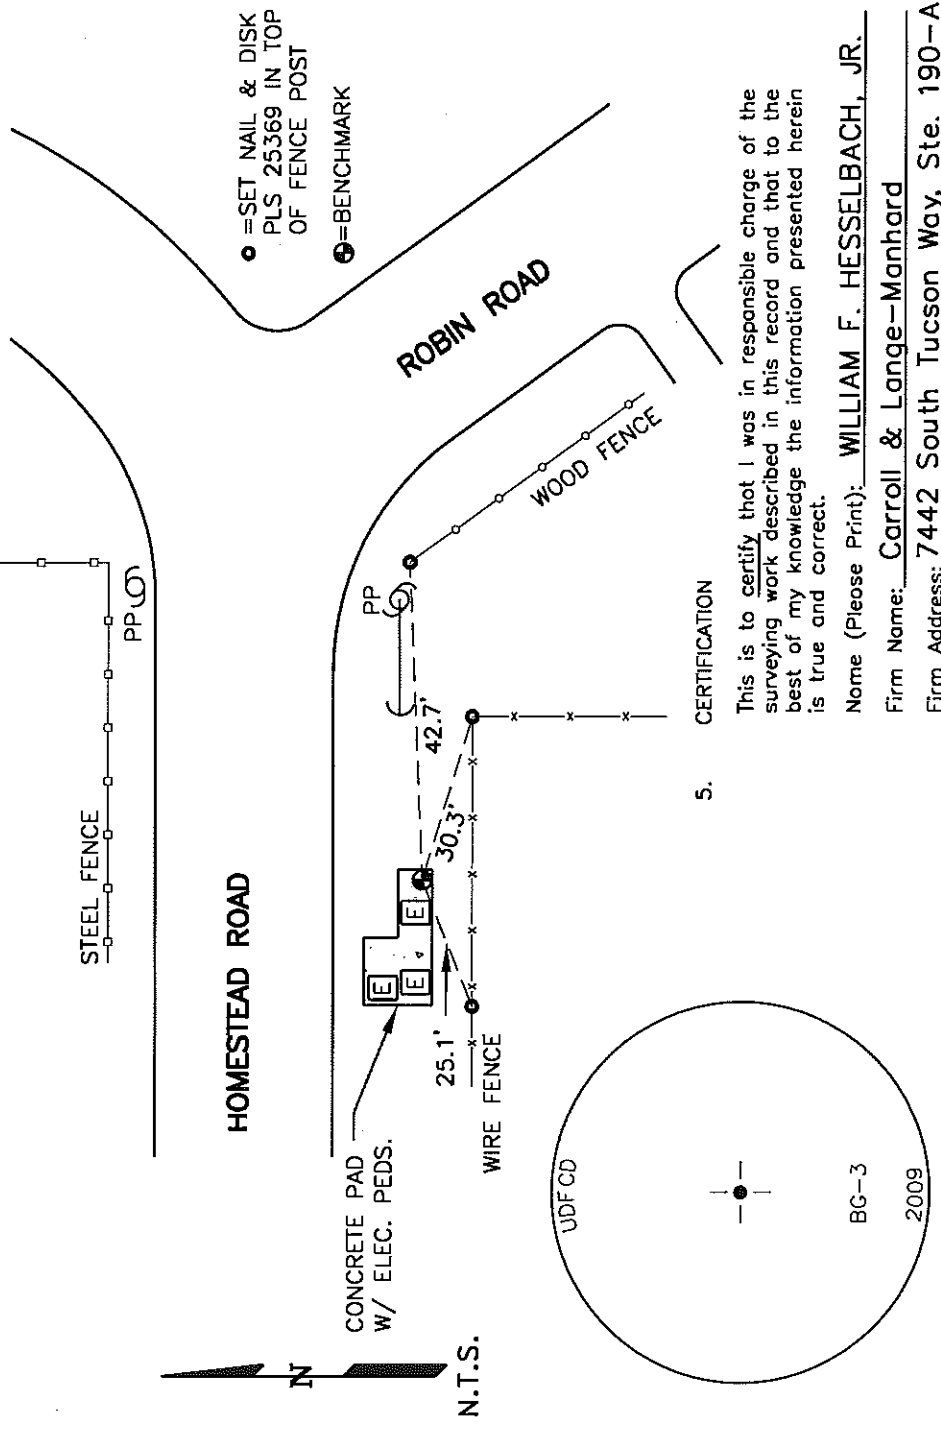 STEEL FENCE
PP
HOMESTEAD ROAD
=SET NAIL & DISK
PLS 25369 IN TOP
OF FENCE POST
=BENCHMARK
ROBIN ROAD
CONCRETE PAD
W/ ELEC. PEDS.
E
E
E
PP
42.7'
30.3'
25.1'
WIRE FENCE
WOOD FENCE
N
N.T.S.
UDFCD
BG-3
2009
5. CERTIFICATION
This is to certify that I was in responsible charge of the
surveying work described in this record and that to the
best of my knowledge the information presented herein
is true and correct.
Name (Please Print): WILLIAM F. HESSELBACH, JR.
Firm Name: Carroll & Lange-Manhard
Firm Address: 7442 South Tucson Way, Ste. 190-A